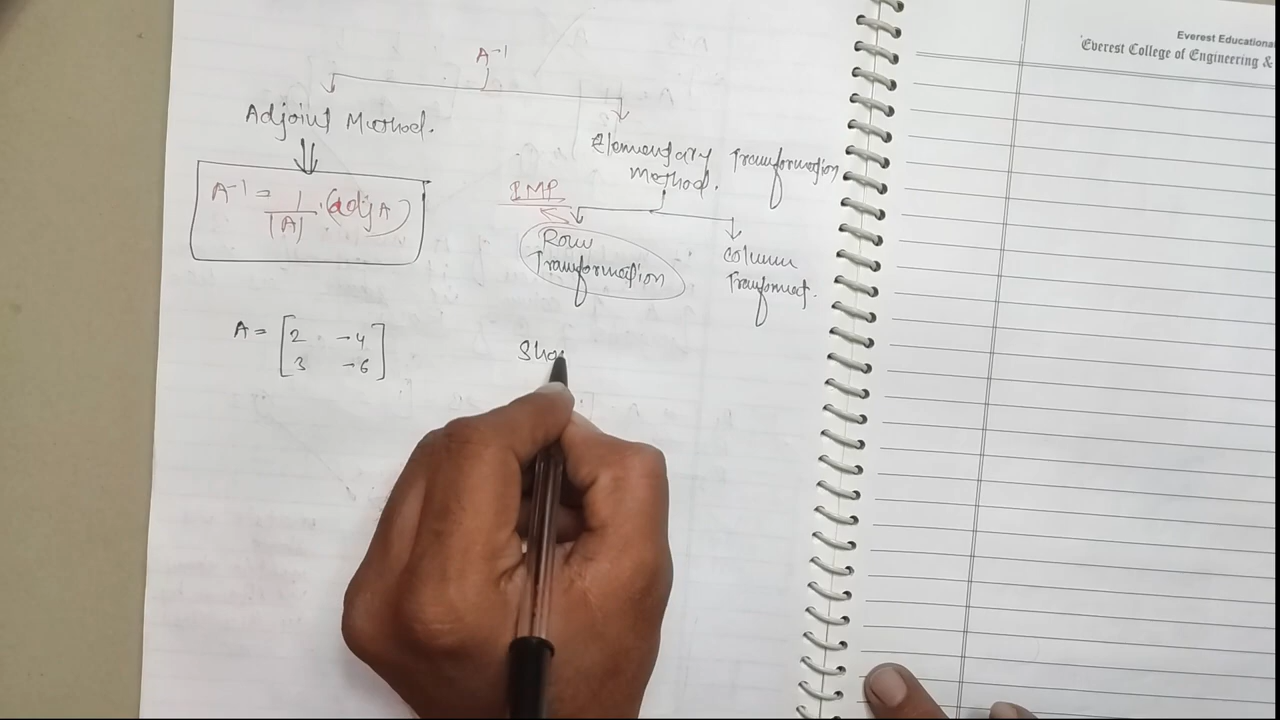 A⁻¹
Adjoint Method.
Elementary Transformation
Method.
A⁻¹ = 1/|A| · (adj A)
IMP
Row
Transformation
Column
Transformat.
A = [2 -4
3 -6]
Sho
Everest Educationa
Everest College of Engineering &